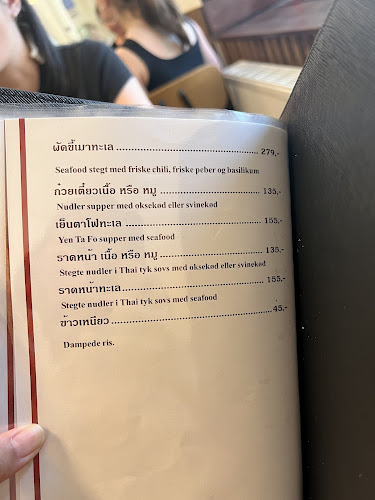 ผัดขี้เมาทะเล 279,-
Seafood stegt med friske chili, friske peber og basilikum
ก๋วยเตี๋ยวเนื้อ หรือ หมู 135,-
Nudler supper med oksekød eller svinekød
เย็นตาโฟทะเล 155,-
Yen Ta Fo supper med seafood
ราดหน้า เนื้อ หรือ หมู 135,-
Stegte nudler i Thai tyk sovs med oksekød eller svinekød
ราดหน้าทะเล 155,-
Stegte nudler i Thai tyk sovs med seafood
ข้าวเหนียว 45,-
Dampede ris.